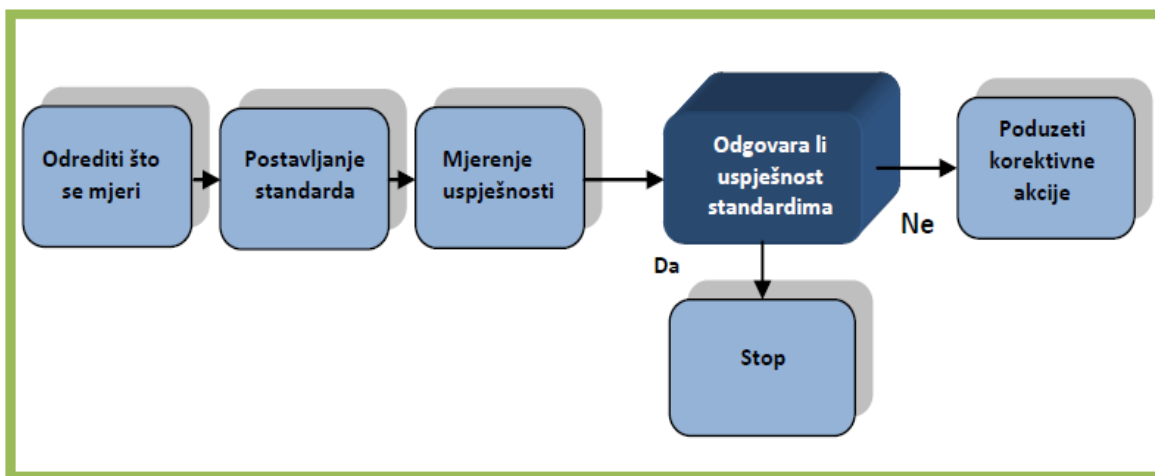 Odrediti što
se mjeri
Postavljanje
standarda
Mjerenje
uspješnosti
Odgovara li
uspješnost
standardima
Ne
Poduzeti
korektivne
akcije
Da
Stop